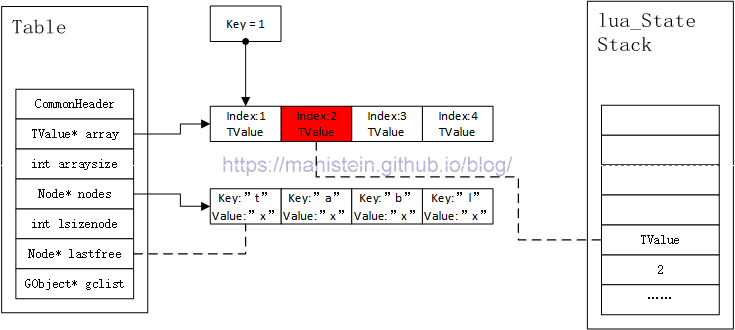 Table
CommonHeader
TValue* array
int arraysize
Node* nodes
int lsizenode
Node* lastfree
GObject* gclist
Key = 1
Index:1
TValue
Index:2
TValue
Index:3
TValue
Index:4
TValue
https://manistein.github.io/blog/
Key:”t”
Value:”x”
Key:”a”
Value:”x”
Key:”b”
Value:”x”
Key:”l”
Value:”x”
lua_State
Stack
TValue
2
……